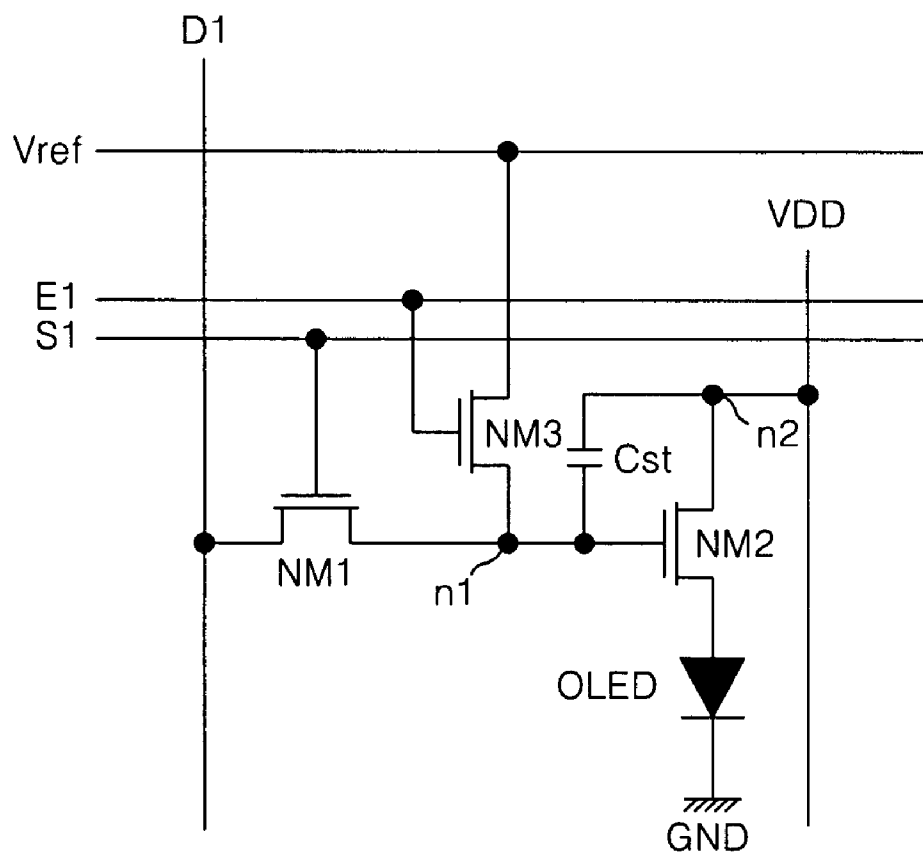 D1
Vref
VDD
E1
S1
n2
NM3
Cst
NM2
NM1
n1
OLED
GND